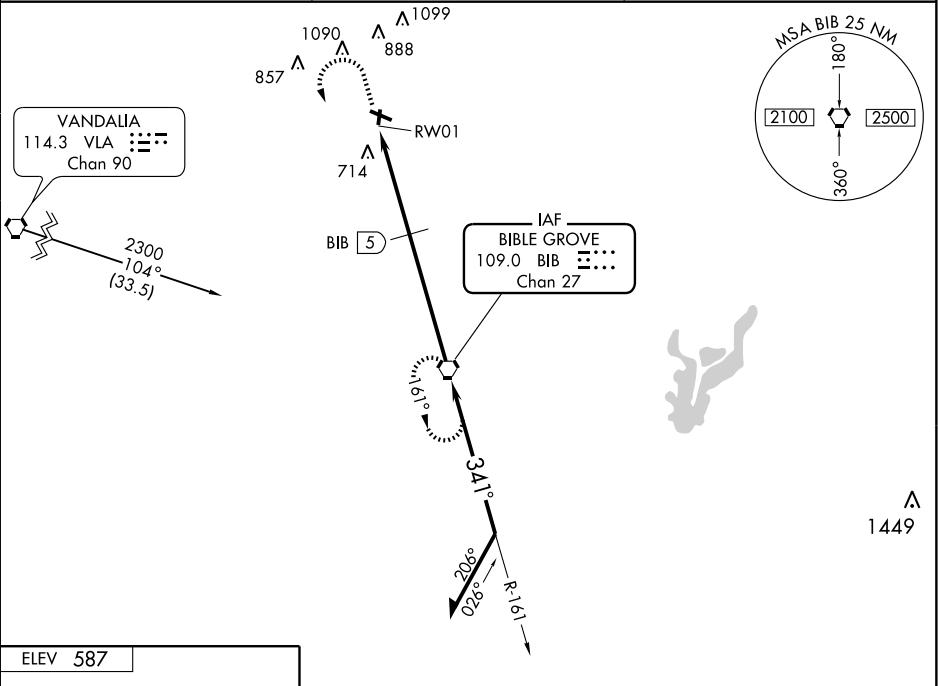 1099
1090
888
857
MSA BIB 25 NM
180°
2100
2500
360°
VANDALIA
114.3 VLA
Chan 90
RW01
714
2300
104°
(33.5)
BIB 5
IAF
BIBLE GROVE
109.0 BIB
Chan 27
161°
341°
1449
206°
026°
R-161
ELEV 587